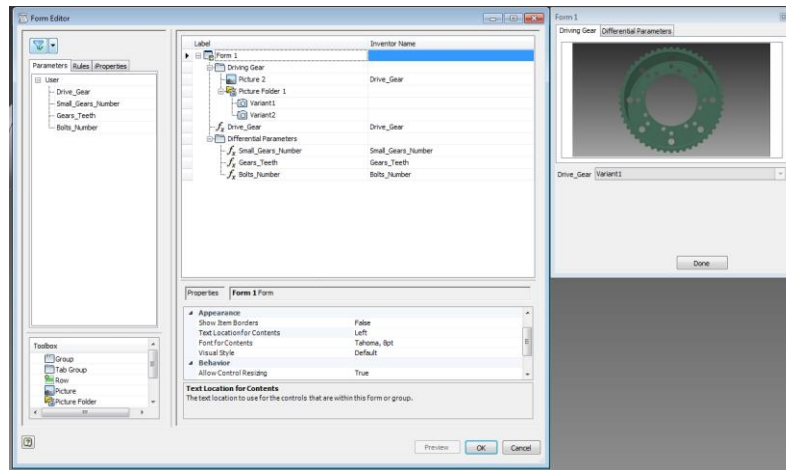 Form Editor
Parameters Rules Properties
User
Drive_Gear
Small_Gears_Number
Gears_Teeth
Bolts_Number
Toolbox
Group
Tab Group
Row
Picture
Picture Folder
Label Inventor Name
Form 1
Driving Gear
Picture 2 Drive_Gear
Picture Folder 1
Variant1
Variant2
Drive_Gear Drive_Gear
Differential Parameters
Small_Gears_Number Small_Gears_Number
Gears_Teeth Gears_Teeth
Bolts_Number Bolts_Number
Properties Form 1 Form
Appearance
Show Item Borders False
Text Location for Contents Left
Font for Contents Tahoma, 8pt
Visual Style Default
Behavior
Allow Control Resizing True
Text Location for Contents
The text location to use for the controls that are within this form or group.
Preview OK Cancel
Form 1
Driving Gear Differential Parameters
Drive_Gear Variant1
Done